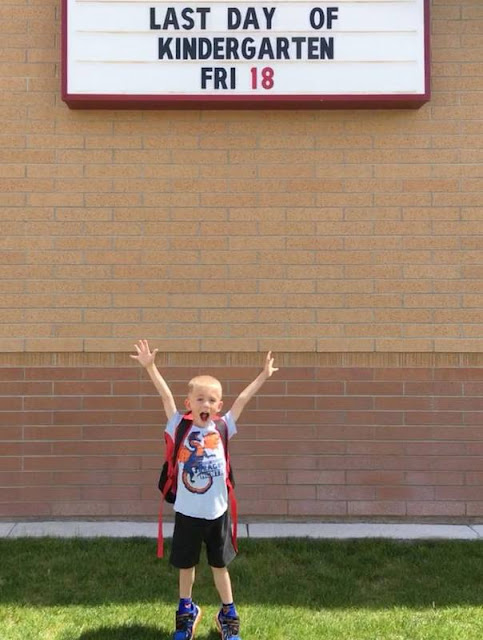 LAST DAY OF
KINDERGARTEN
FRI 18